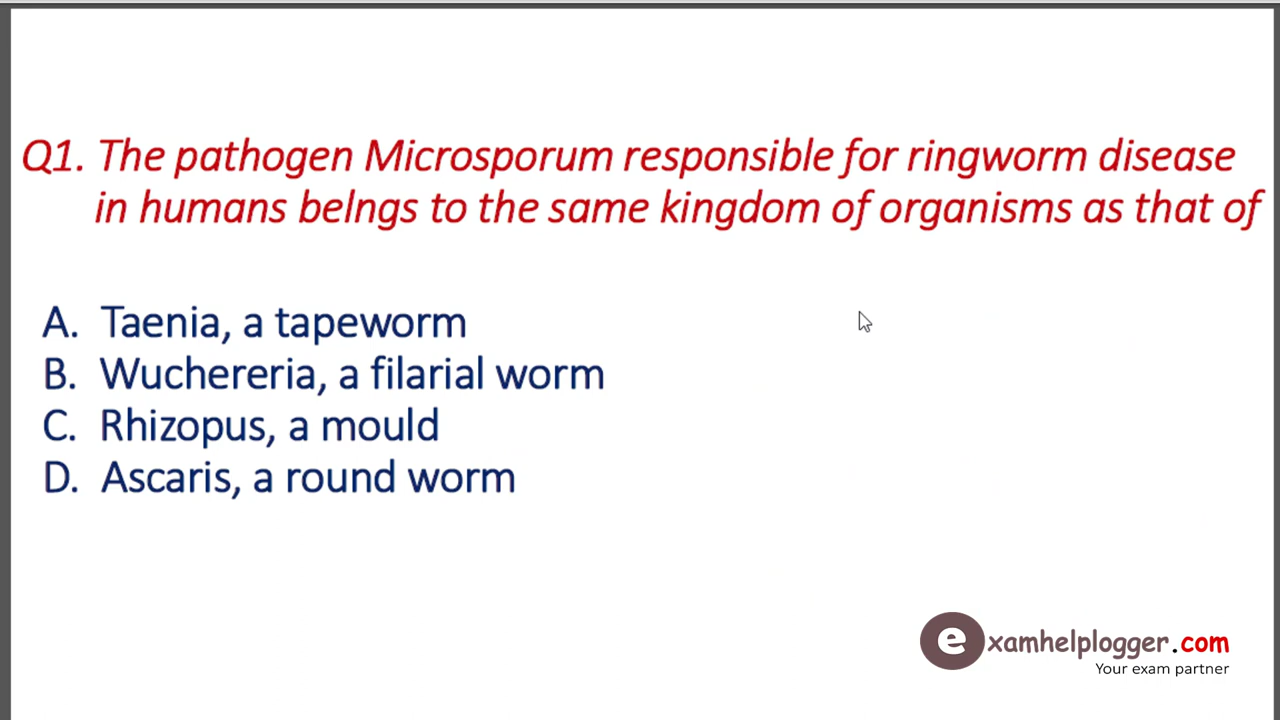 Q1. The pathogen Microsporum responsible for ringworm disease
in humans belngs to the same kingdom of organisms as that of
A. Taenia, a tapeworm
B. Wuchereria, a filarial worm
C. Rhizopus, a mould
D. Ascaris, a round worm
examhelplogger.com
Your exam partner